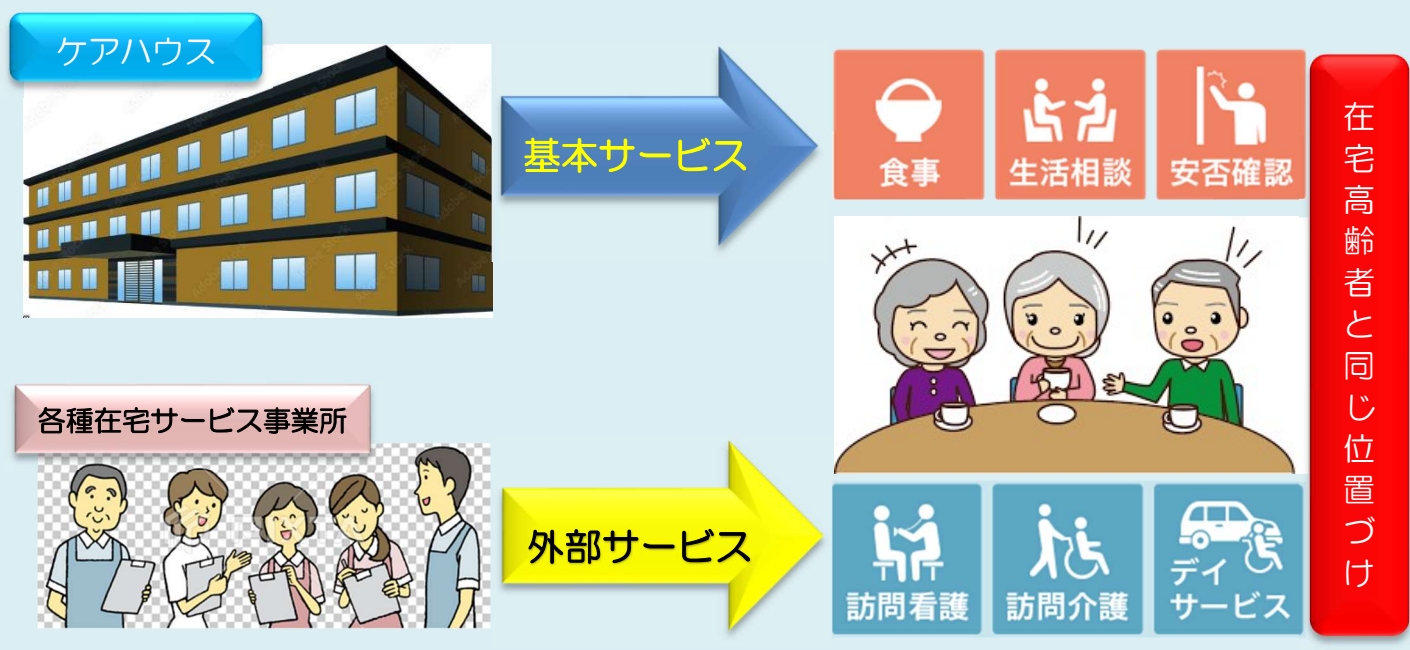 ケアハウス
基本サービス
食事
生活相談
安否確認
在宅高齢者と同じ位置づけ
各種在宅サービス事業所
外部サービス
訪問看護
訪問介護
デイ
サービス